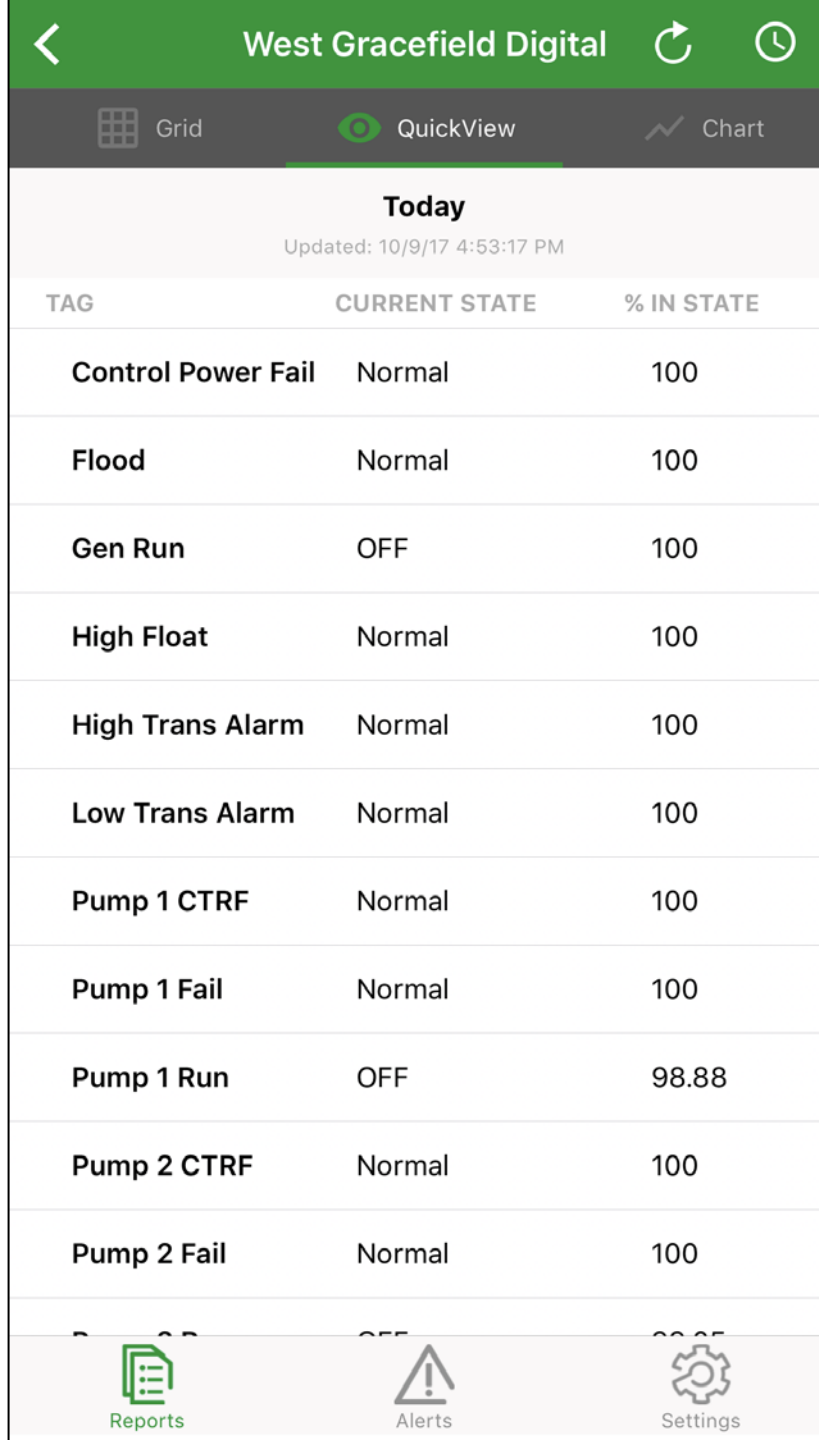 West Gracefield Digital
Grid QuickView Chart
Today
Updated: 10/9/17 4:53:17 PM
TAG CURRENT STATE % IN STATE
Control Power Fail Normal 100
Flood Normal 100
Gen Run OFF 100
High Float Normal 100
High Trans Alarm Normal 100
Low Trans Alarm Normal 100
Pump 1 CTRF Normal 100
Pump 1 Fail Normal 100
Pump 1 Run OFF 98.88
Pump 2 CTRF Normal 100
Pump 2 Fail Normal 100
Reports Alerts Settings